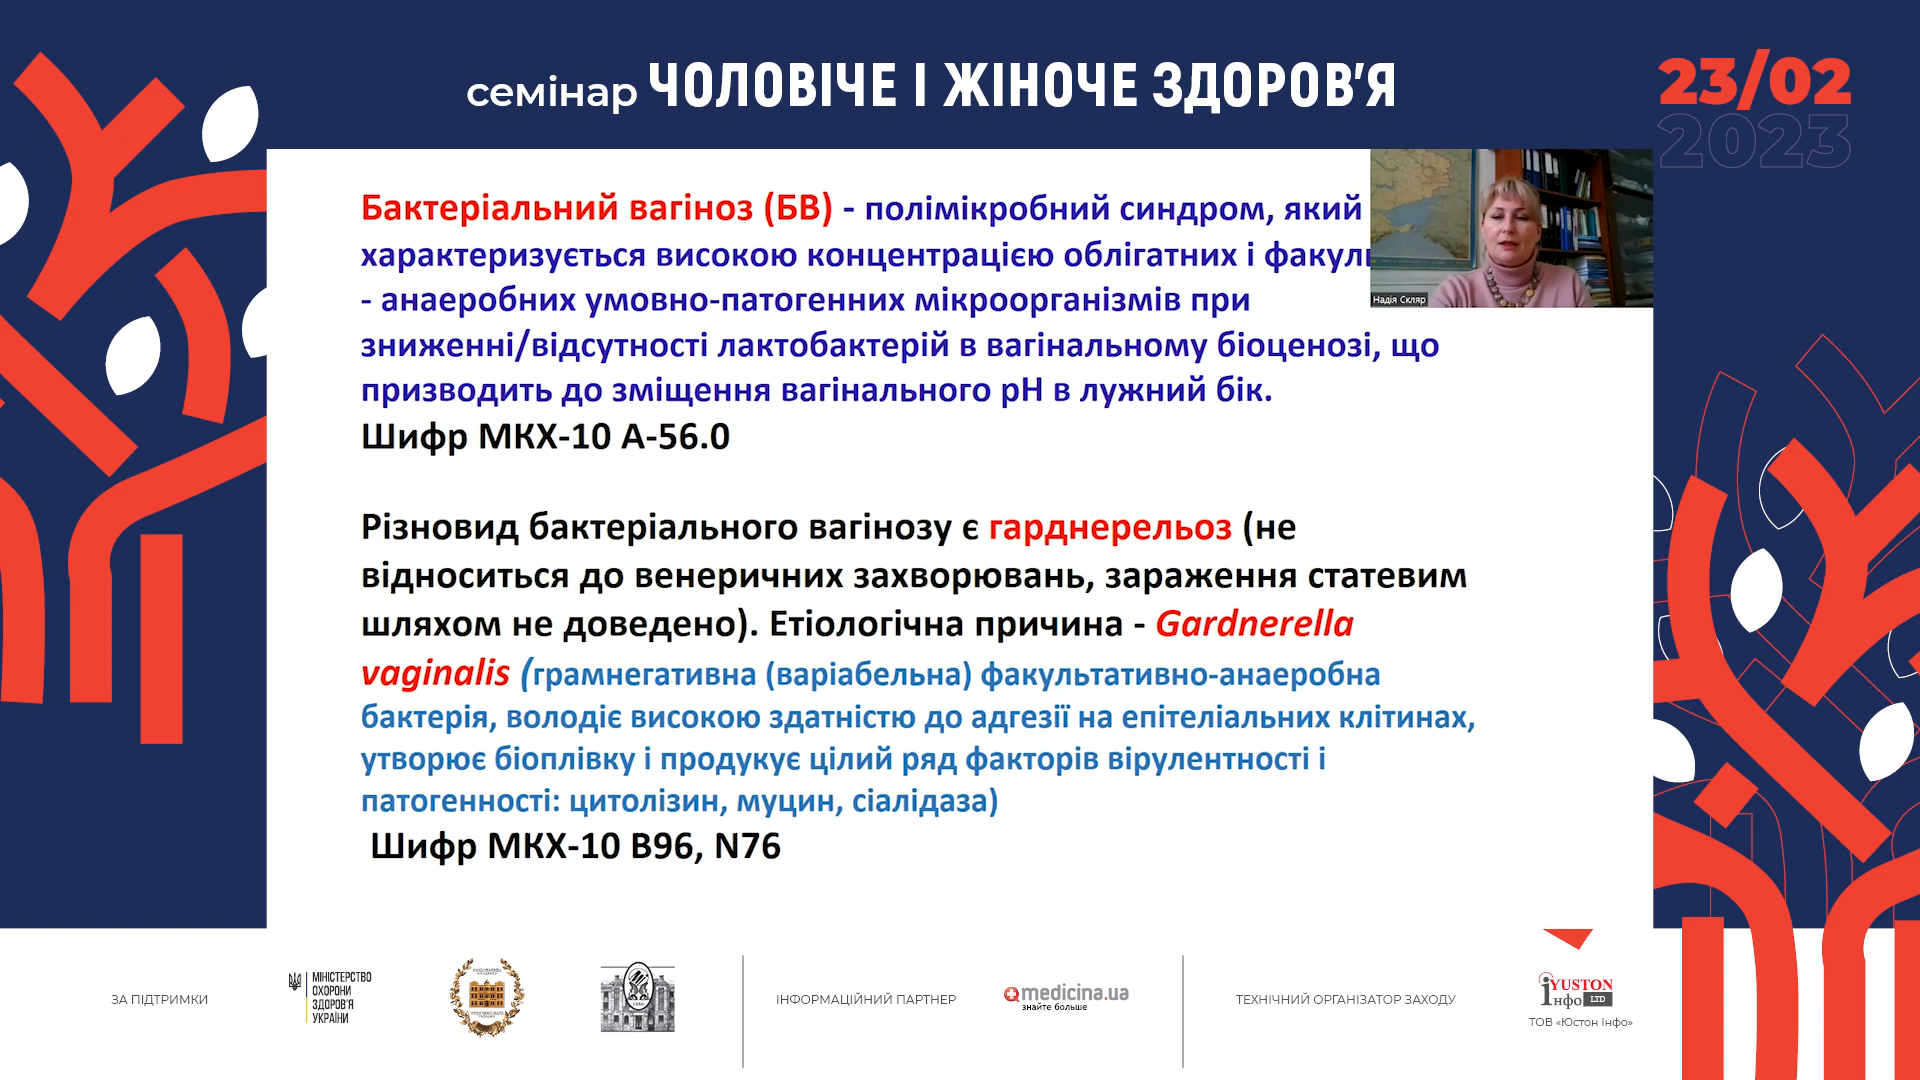 семінар ЧОЛОВІЧЕ І ЖІНОЧЕ ЗДОРОВ'Я
23/02
2023
Бактеріальний вагіноз (БВ) - полімікробний синдром, який
характеризується високою концентрацією облігатних і
- анаеробних умовно-патогенних мікроорганізмів при
зниженні/відсутності лактобактерій в вагінальному біоценозі, що
призводить до зміщення вагінального рН в лужний бік.
Шифр МКХ-10 А-56.0
Надія Скляр
Різновид бактеріального вагінозу є гарднерельоз (не
відноситься до венеричних захворювань, зараження статевим
шляхом не доведено). Етіологічна причина - Gardnerella
vaginalis (грамнегативна (варіабельна) факультативно-анаеробна
бактерія, володіє високою здатністю до адгезії на епітеліальних клітинах,
утворює біоплівку і продукує цілий ряд факторів вірулентності і
патогенності: цитолізин, муцин, сіалідаза)
Шифр МКХ-10 В96, N76
ЗА ПІДТРИМКИ
МІНІСТЕРСТВО
ОХОРОНИ
ЗДОРОВ'Я
УКРАЇНИ
ІНФОРМАЦІЙНИЙ ПАРТНЕР
medicina.ua
знайте больше
ТЕХНІЧНИЙ ОРГАНІЗАТОР ЗАХОДУ
YUSTON
Інфо LTD
ТОВ «Юстон Інфо»